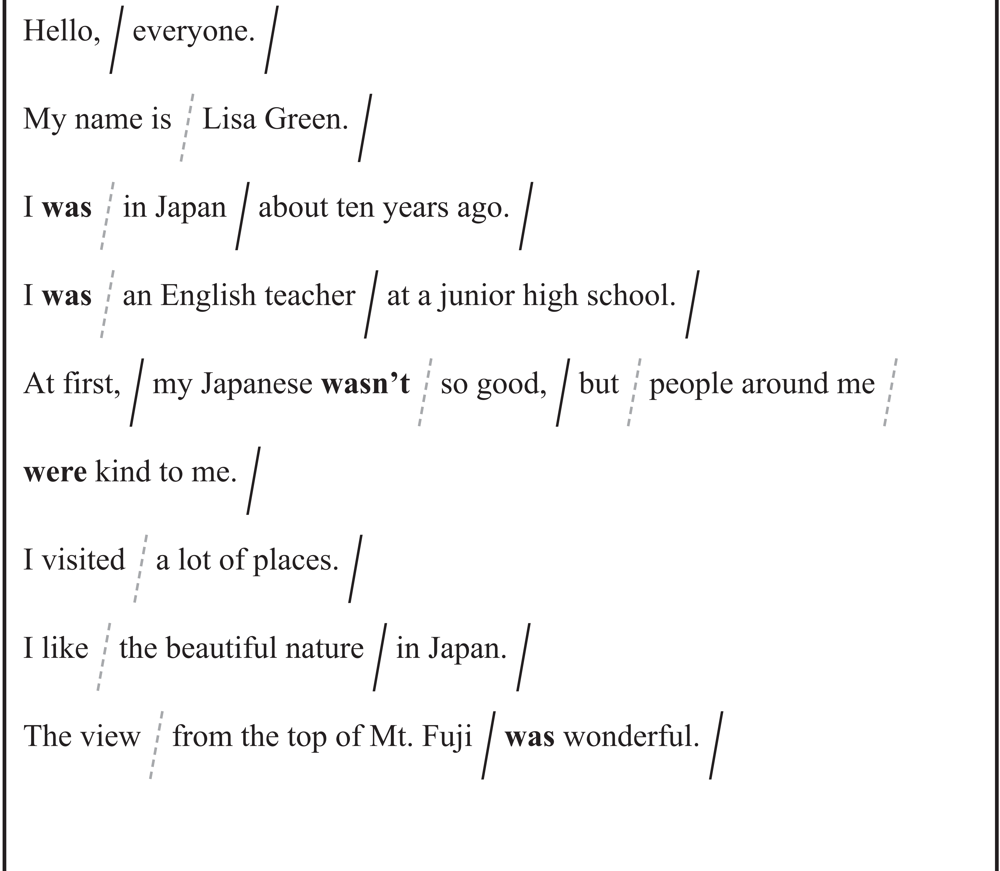 Hello, / everyone. /
My name is / Lisa Green. /
I was / in Japan / about ten years ago. /
I was / an English teacher / at a junior high school. /
At first, / my Japanese wasn’t / so good, / but / people around me /
were kind to me. /
I visited / a lot of places. /
I like / the beautiful nature / in Japan. /
The view / from the top of Mt. Fuji / was wonderful. /